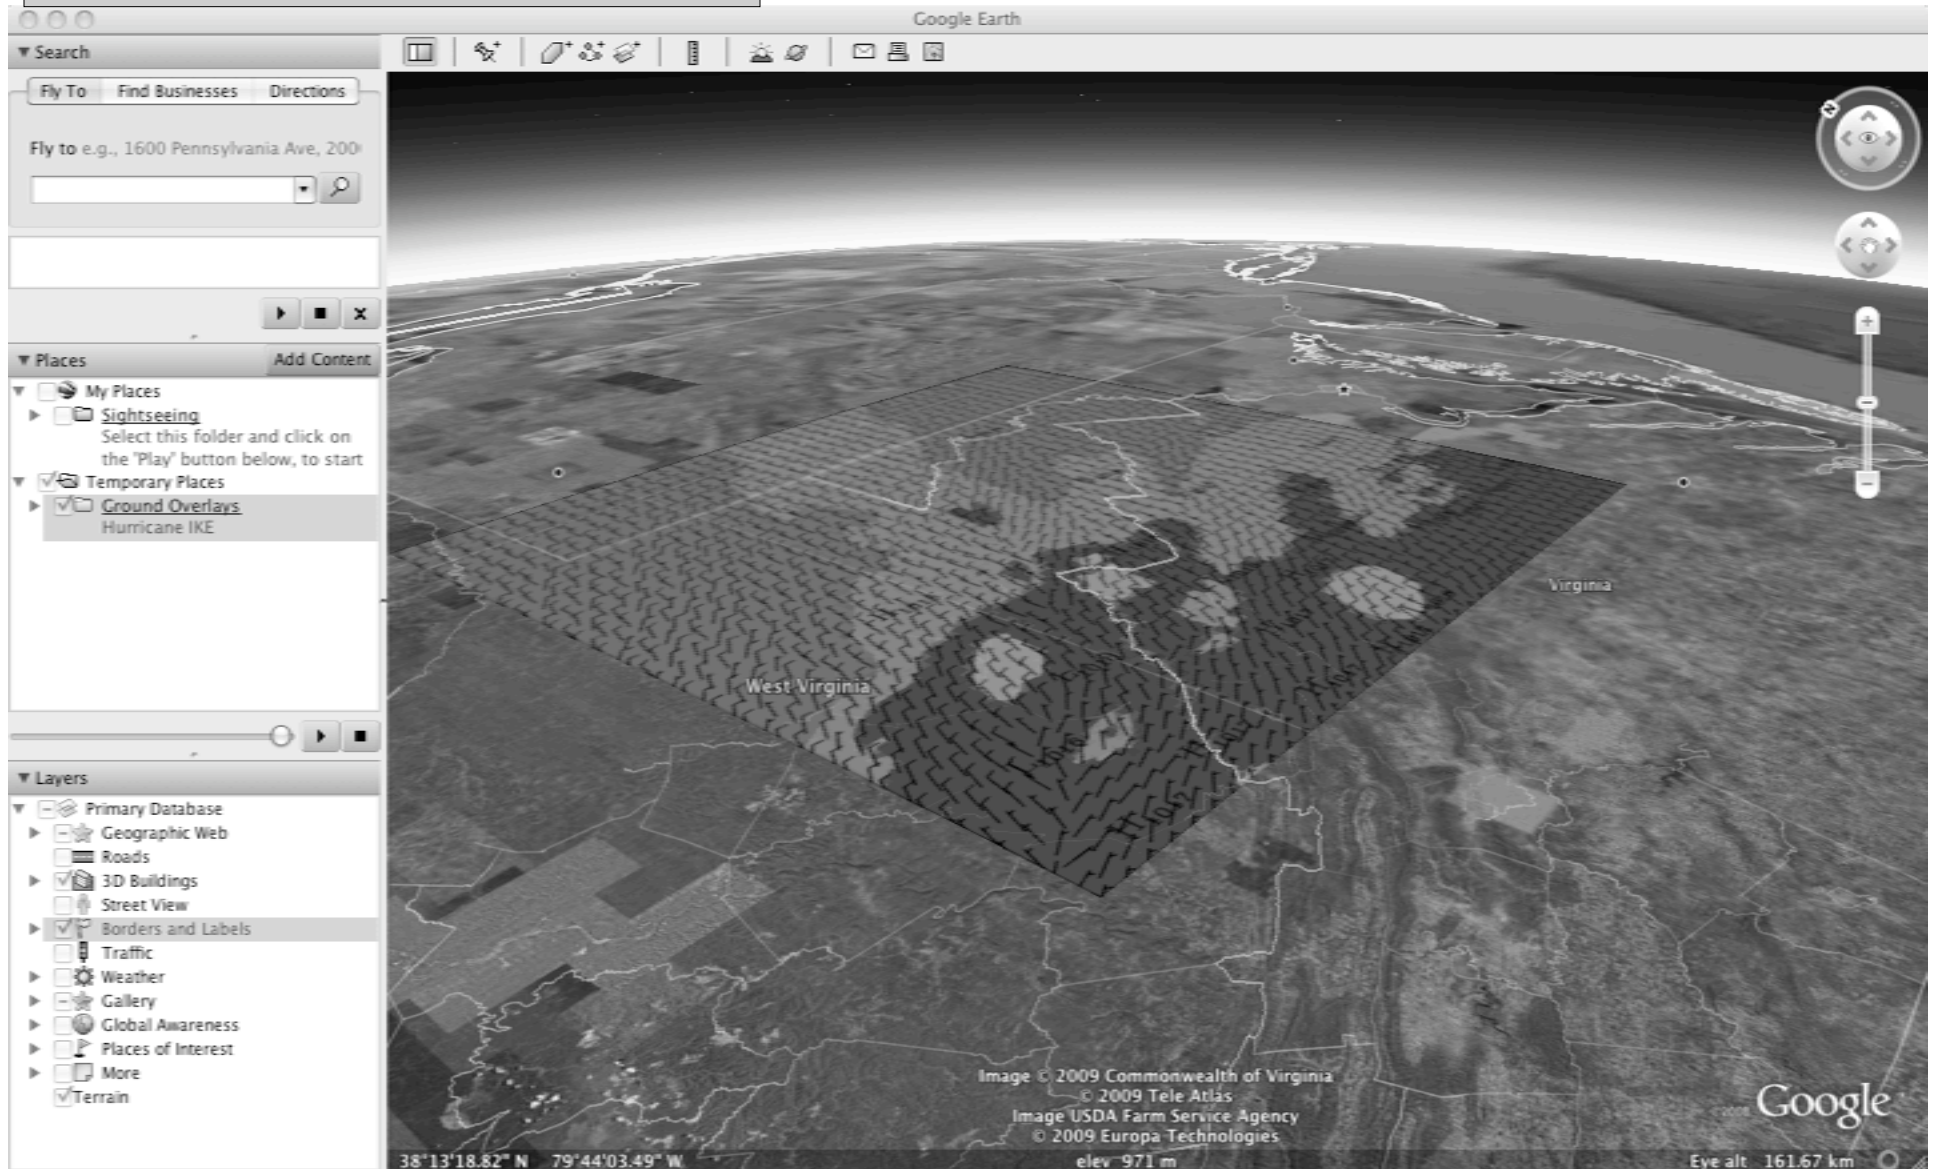 Google Earth
Search
Fly To
Find Businesses
Directions
Fly to e.g., 1600 Pennsylvania Ave, 200
Places
Add Content
My Places
Sightseeing
Select this folder and click on
the "Play" button below, to start
Temporary Places
Ground Overlays
Hurricane IKE
Layers
Primary Database
Geographic Web
Roads
3D Buildings
Street View
Borders and Labels
Traffic
Weather
Gallery
Global Awareness
Places of Interest
More
Terrain
N
Virginia
West Virginia
Image © 2009 Commonwealth of Virginia
© 2009 Tele Atlas
Image USDA Farm Service Agency
© 2009 Europa Technologies
Google
38°13'18.82" N 79°44'03.49" W
elev 971 m
Eye alt 161.67 km